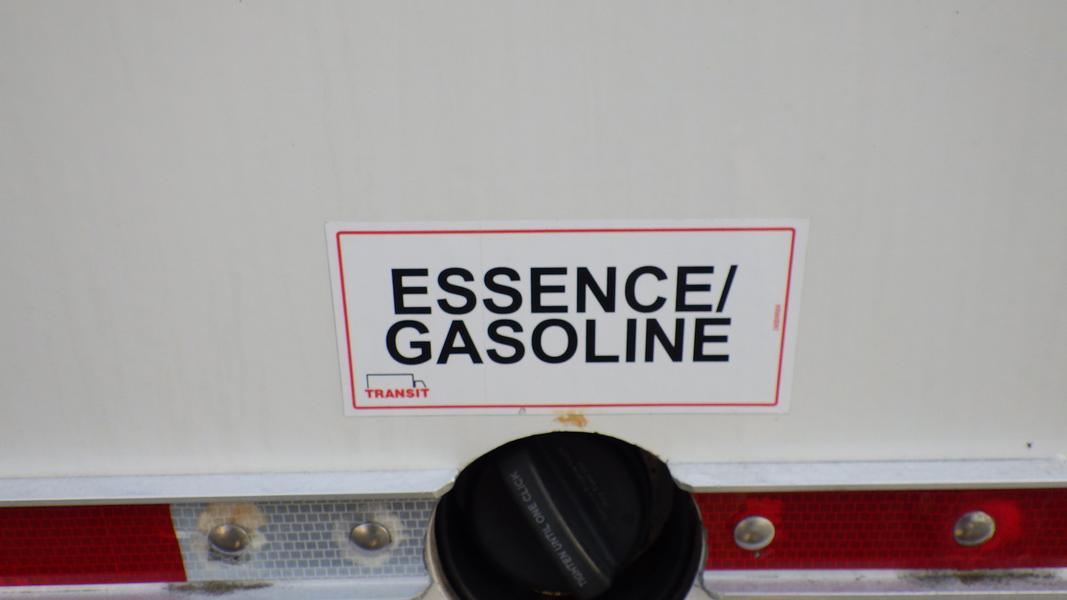 ESSENCE/
GASOLINE
TRANSIT
TIGHTEN UNTIL ONE CLICK